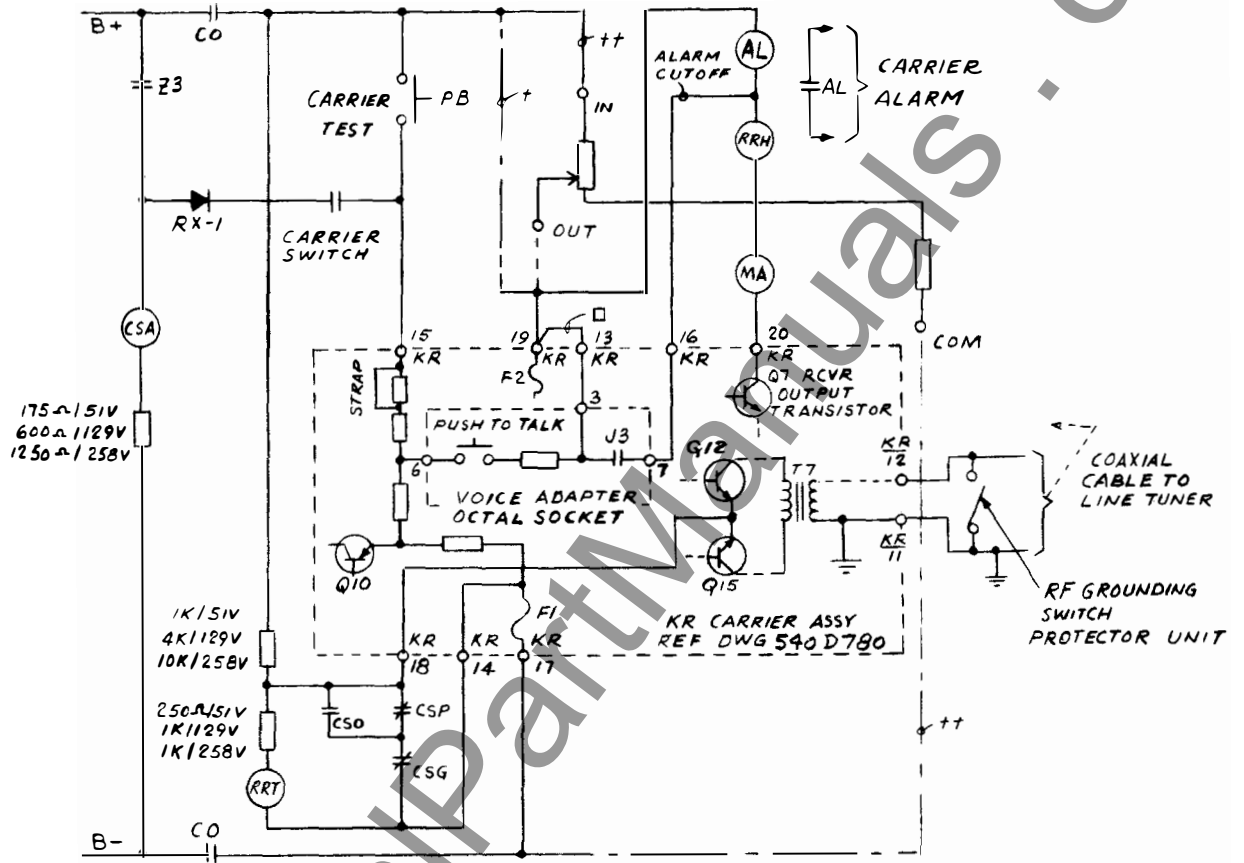 B+
CO
Z3
CARRIER
TEST
PB
RX-1
CARRIER
SWITCH
††
†
IN
OUT
ALARM
CUTOFF
AL
RRH
MA
AL
CARRIER
ALARM
COM
CSA
175Ω/51V
600Ω/129V
1250Ω/258V
15
KR
19
KR
13
KR
16
KR
20
KR
STRAP
F2
3
PUSH TO TALK
J3
6
7
VOICE ADAPTER
OCTAL SOCKET
Q7 RCVR
OUTPUT
TRANSISTOR
Q12
T7
KR
12
KR
11
COAXIAL
CABLE TO
LINE TUNER
Q10
Q15
F1
KR CARRIER ASSY
REF DWG 540D780
RF GROUNDING
SWITCH
PROTECTOR UNIT
KR
18
KR
14
KR
17
1K/51V
4K/129V
10K/258V
250Ω/51V
1K/129V
1K/258V
CSO
CSP
CSG
RRT
††
B-
CO
lPartManuals . c